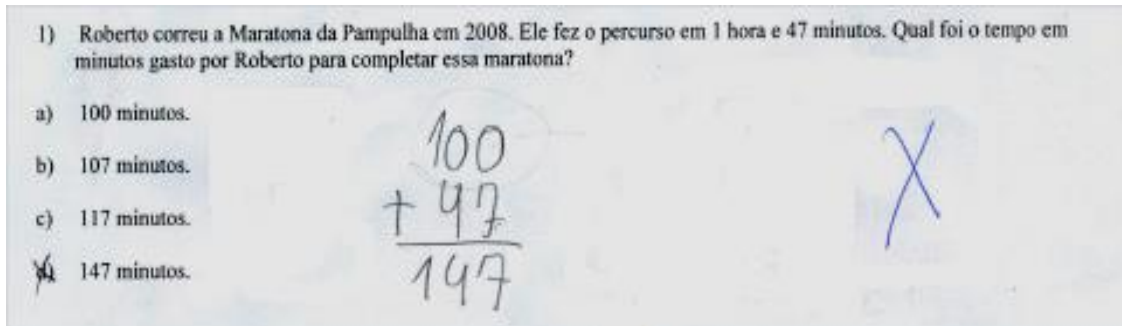 1) Roberto correu a Maratona da Pampulha em 2008. Ele fez o percurso em 1 hora e 47 minutos. Qual foi o tempo em
minutos gasto por Roberto para completar essa maratona?
a) 100 minutos.
b) 107 minutos.
c) 117 minutos.
147 minutos.
100
+ 47
147
X